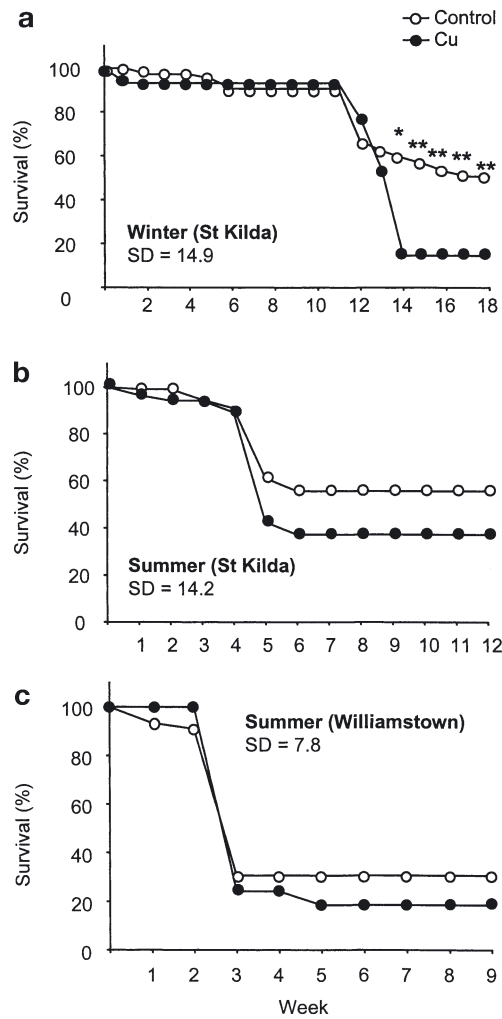 a
Control
Cu
100
80
60
40
20
0
Survival (%)
* ** ** ** **
Winter (St Kilda)
SD = 14.9
2 4 6 8 10 12 14 16 18
b
100
80
60
40
20
0
Survival (%)
Summer (St Kilda)
SD = 14.2
1 2 3 4 5 6 7 8 9 10 11 12
c
100
80
60
40
20
0
Survival (%)
Summer (Williamstown)
SD = 7.8
1 2 3 4 5 6 7 8 9
Week